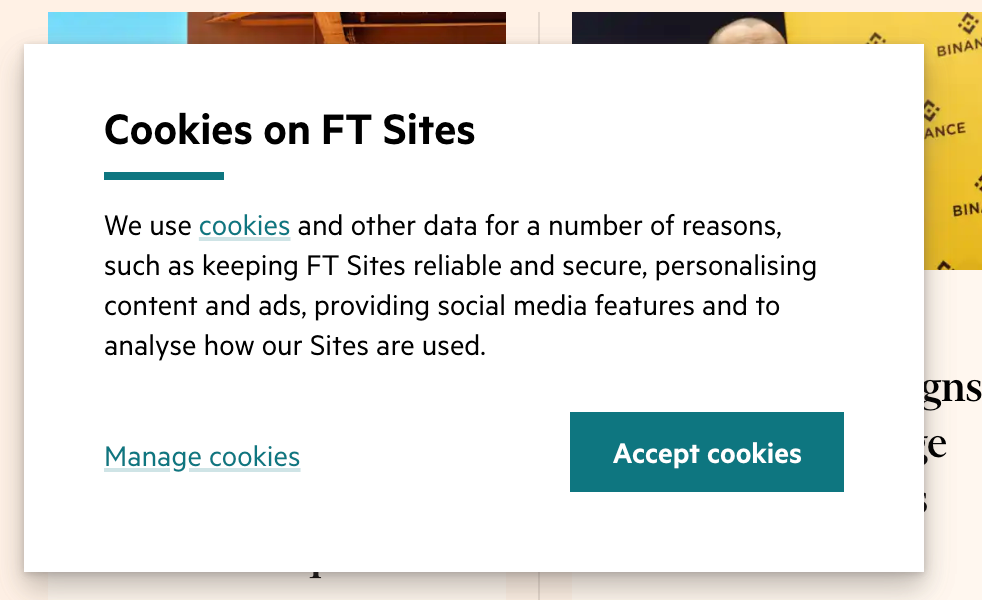 BINAN
ANCE
BIN
Cookies on FT Sites
We use cookies and other data for a number of reasons,
such as keeping FT Sites reliable and secure, personalising
content and ads, providing social media features and to
analyse how our Sites are used.
Manage cookies
Accept cookies
gns